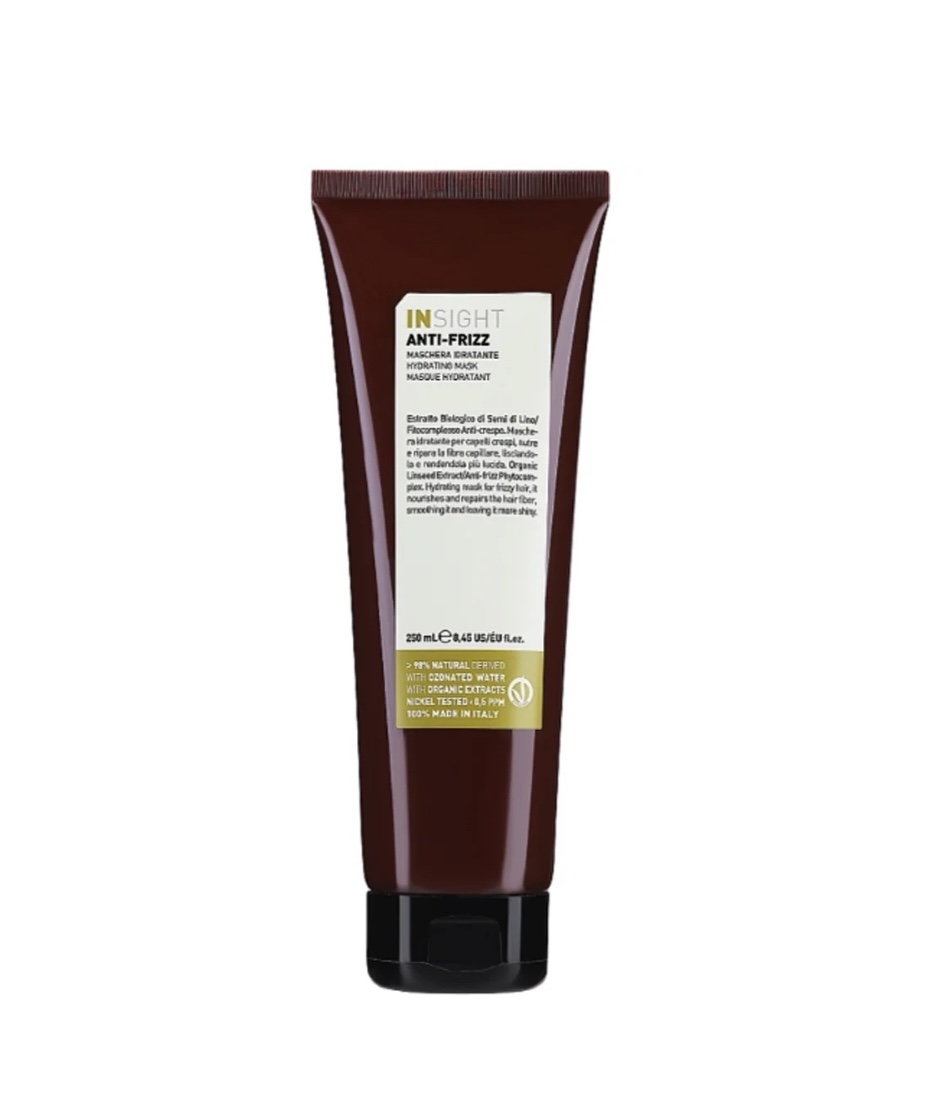 INSIGHT
ANTI-FRIZZ
MASCHERA IDRATANTE
HYDRATING MASK
MASQUE HYDRATANT
Estratto Biologico di Semi di Lino/
Fitocomplesso Anti-crespo. Masche-
ra idratante per capelli crespi, nutre
e ripara la fibra capillare, lisciando-
la e rendendola più lucida. Organic
Linseed Extract/Anti-frizz Phytocom-
plex. Hydrating mask for frizzy hair, it
nourishes and repairs the hair fiber,
smoothing it and leaving it more shiny.
250 mL ℮ 8,45 US/ÉU fl.oz.
> 98% NATURAL DERIVED
WITH OZONATED WATER
WITH ORGANIC EXTRACTS
NICKEL TESTED < 0,5 PPM
100% MADE IN ITALY